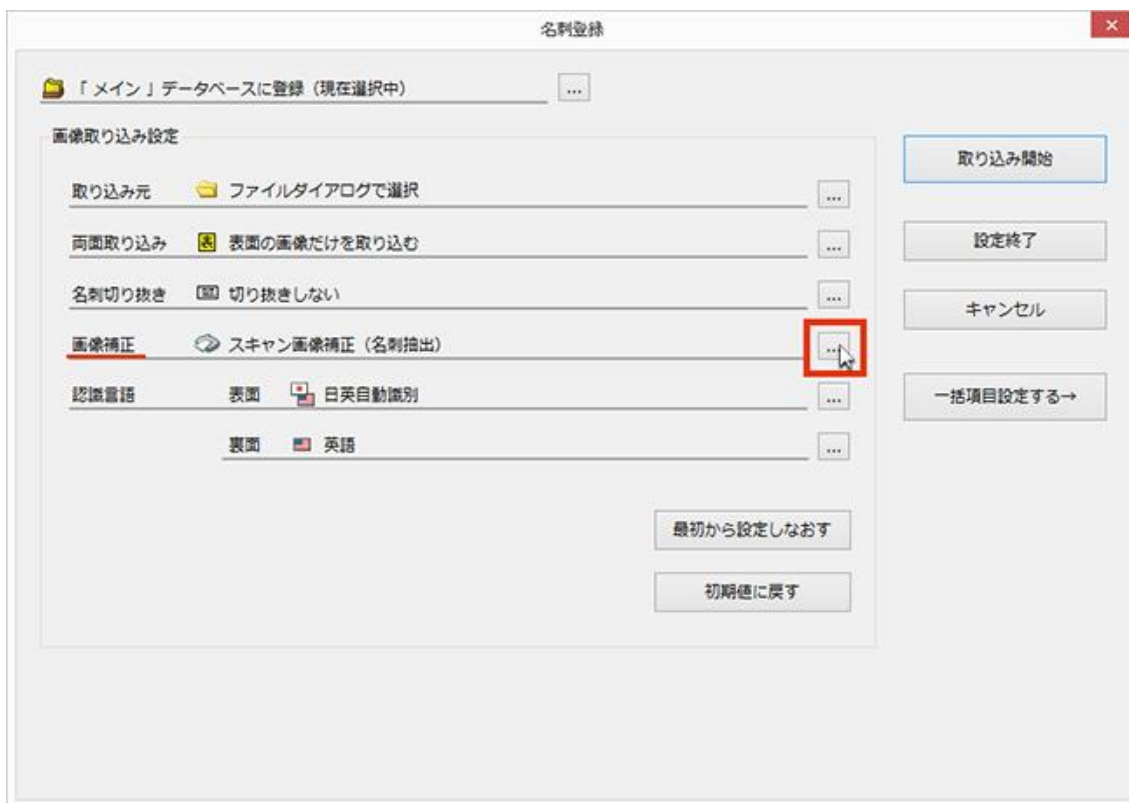 名刺登録
「メイン」データベースに登録（現在選択中） ...
画像取り込み設定
取り込み元 ファイルダイアログで選択 ...
両面取り込み 表 表面の画像だけを取り込む ...
名刺切り抜き 切り抜きしない ...
画像補正 スキャン画像補正（名刺抽出） ...
認識言語 表面 日英自動識別 ...
裏面 英語 ...
最初から設定しなおす
初期値に戻す
取り込み開始
設定終了
キャンセル
一括項目設定する→